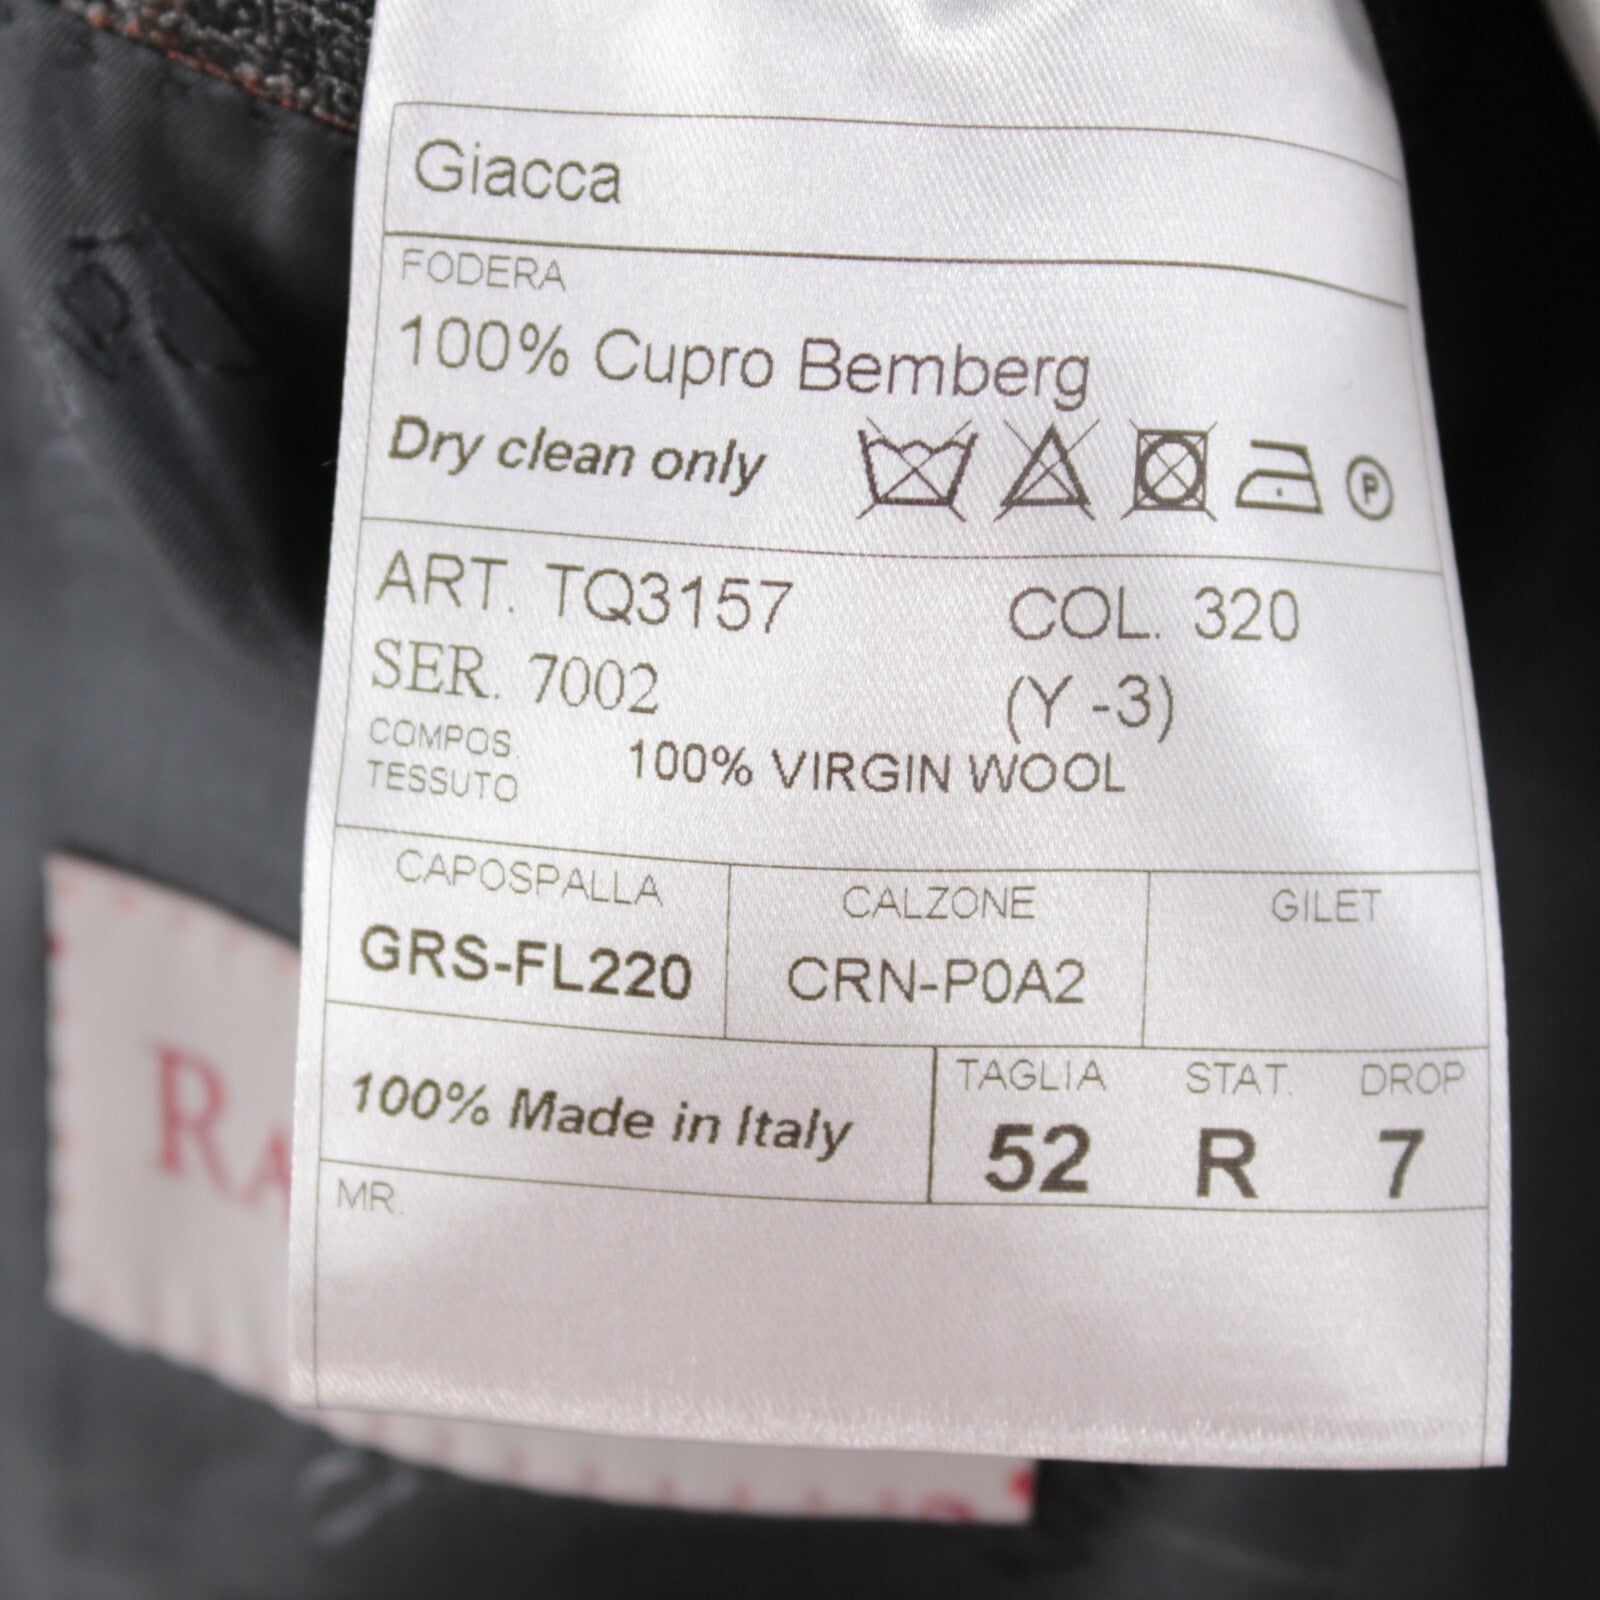 Giacca
FODERA
100% Cupro Bemberg
Dry clean only P
ART. TQ3157 COL. 320
SER. 7002 (Y -3)
COMPOS. TESSUTO 100% VIRGIN WOOL
CAPOSPALLA CALZONE GILET
GRS-FL220 CRN-P0A2
100% Made in Italy
TAGLIA STAT. DROP
52 R 7
MR.